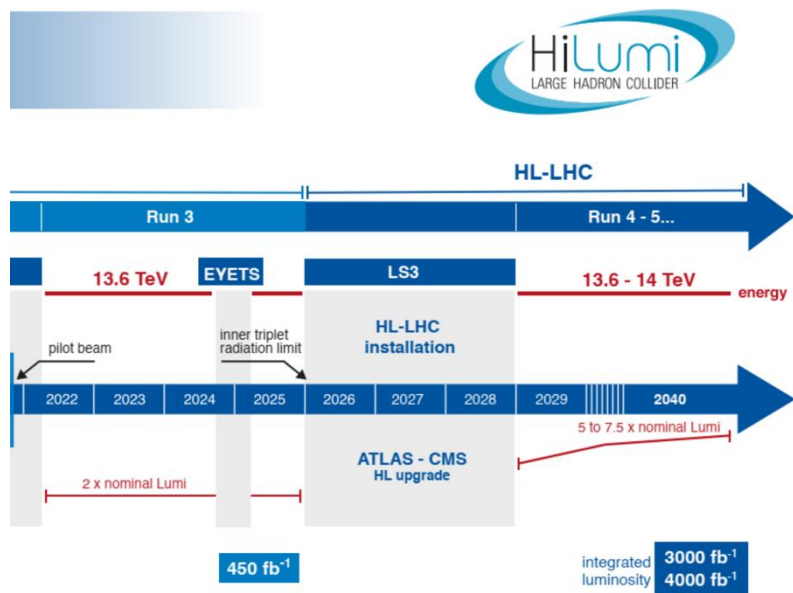 HiLumi
LARGE HADRON COLLIDER
HL-LHC
Run 3
Run 4 - 5...
13.6 TeV
EYETS
LS3
13.6 - 14 TeV
energy
pilot beam
inner triplet
radiation limit
HL-LHC
installation
2022 2023 2024 2025 2026 2027 2028 2029 2040
5 to 7.5 x nominal Lumi
2 x nominal Lumi
ATLAS - CMS
HL upgrade
450 fb⁻¹
integrated
luminosity
3000 fb⁻¹
4000 fb⁻¹